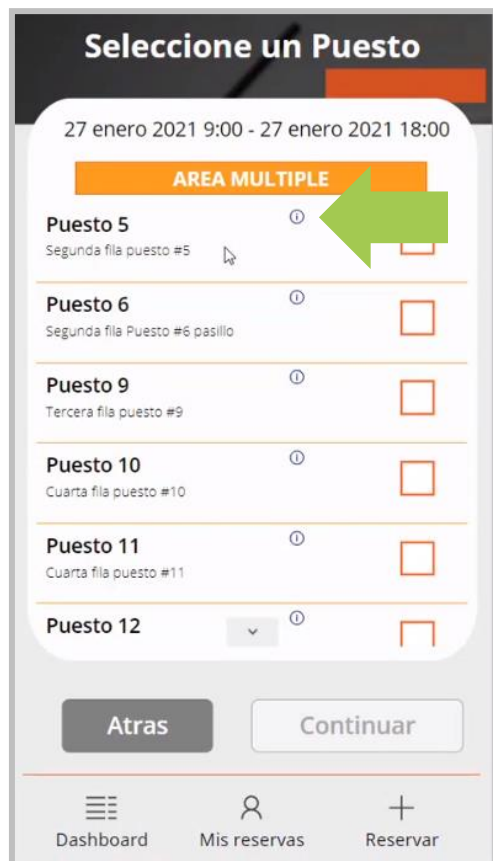 Seleccione un Puesto
27 enero 2021 9:00 - 27 enero 2021 18:00
AREA MULTIPLE
Puesto 5
Segunda fila puesto #5
Puesto 6
Segunda fila Puesto #6 pasillo
Puesto 9
Tercera fila puesto #9
Puesto 10
Cuarta fila puesto #10
Puesto 11
Cuarta fila puesto #11
Puesto 12
Atras Continuar
Dashboard Mis reservas Reservar